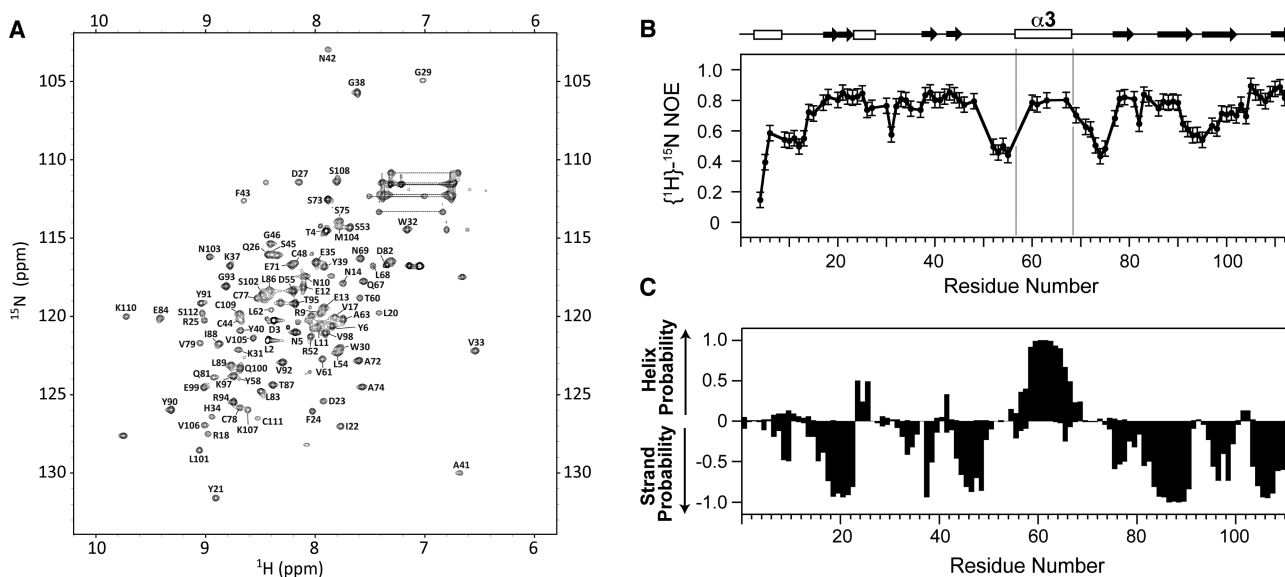 A
10 9 8 7 6
105
110
115
120
125
130
¹⁵N (ppm)
10 9 8 7 6
¹H (ppm)
N42
G38
G29
D27
S108
F43
S73
S75
T4
S53
M104
W32
G46
S45
N103
Q26
C48
E35
N69
D82
K37
E71
Y39
L68
G93
S102
L86
D55
N10
N14
Q67
Y91
C77
E12
E13
T60
K110
E84
S112
C109
L62
T95
R9
V17
L20
R25
C44
Y40
D3
A63
Y6
V79
I88
V105
L2
N5
L11
V98
K31
R52
W30
V33
L89
Q100
V92
L54
A72
Q81
V61
E99
K97
Y58
T87
A74
Y90
R94
L83
D23
H34
C78
C111
F24
V106
R18
K107
I22
L101
A41
Y21
B
α3
{¹H}-¹⁵N NOE
1.0
0.8
0.6
0.4
0.2
0
20 40 60 80 100
Residue Number
C
Helix Probability
Strand Probability
1.0
0.5
0
-0.5
-1.0
20 40 60 80 100
Residue Number